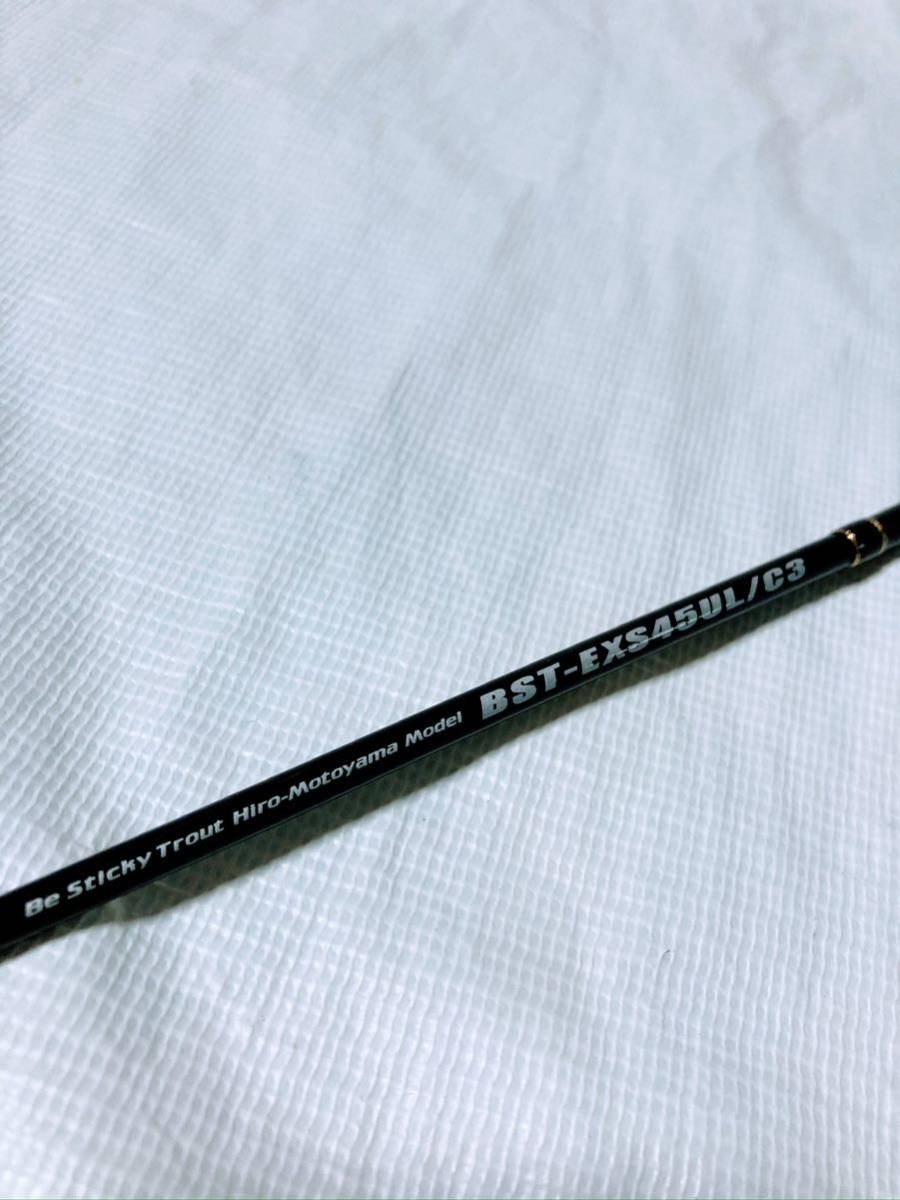 Be Sticky Trout Hiro-Motoyama Model BST-EXS45UL/C3